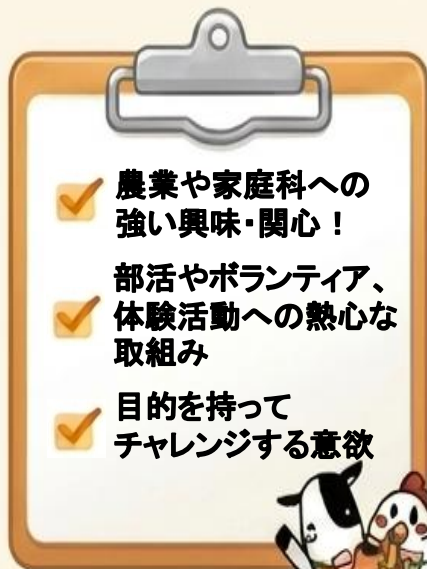 農業や家庭科への
強い興味・関心！
部活やボランティア、
体験活動への熱心な
取組み
目的を持って
チャレンジする意欲